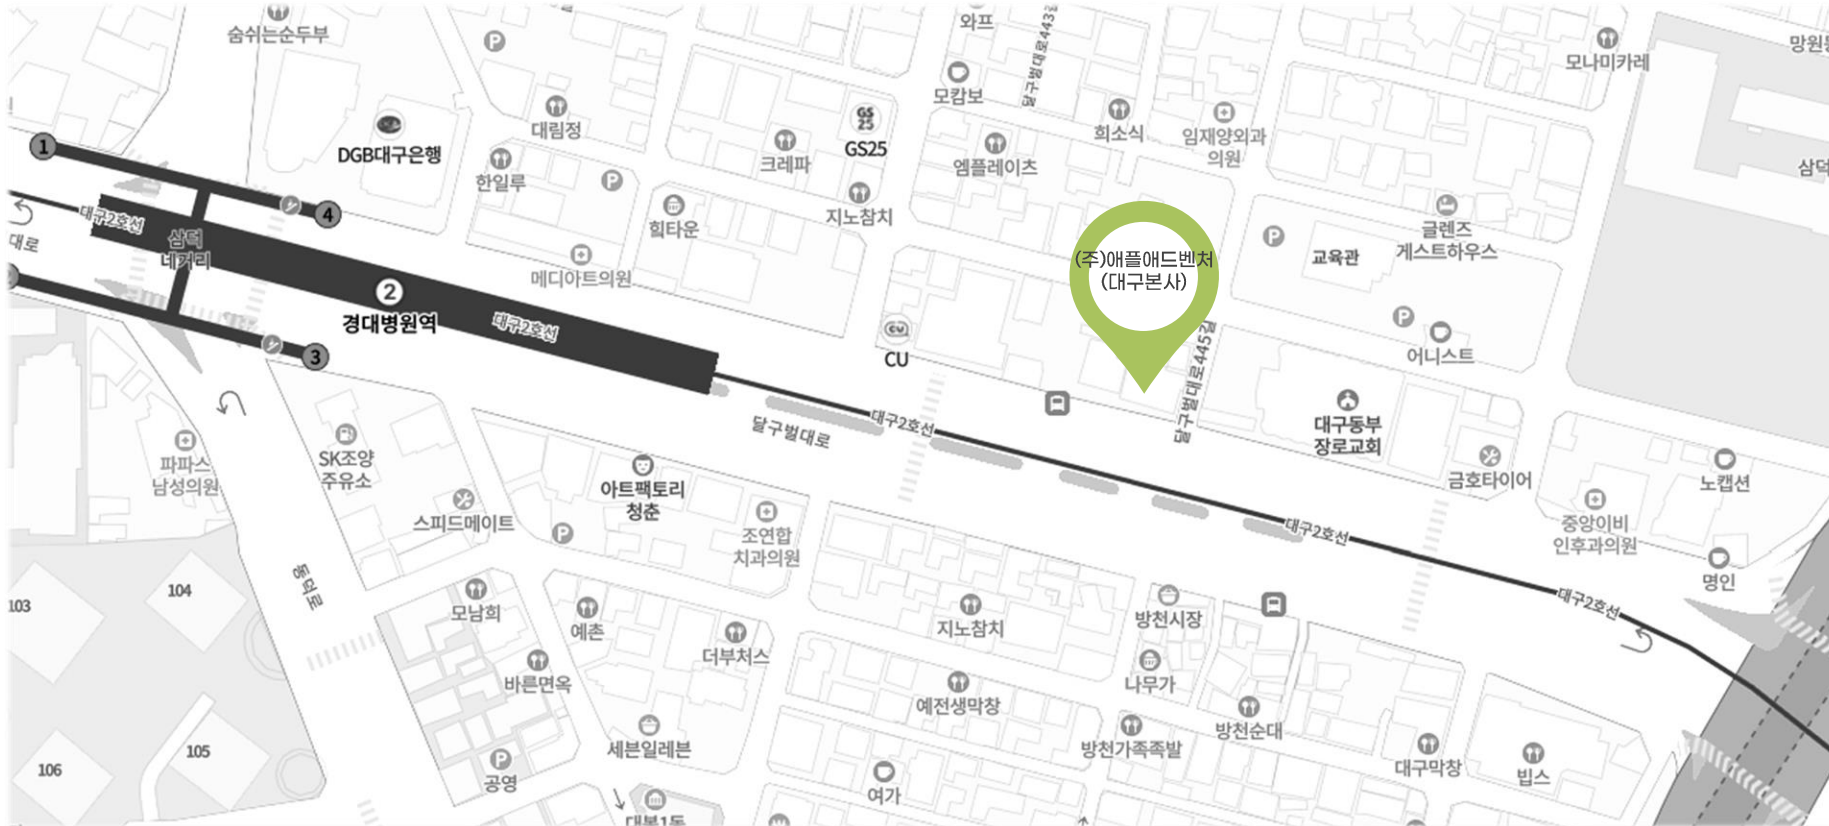 숨쉬는순두부
와프
달구벌대로443길
모나미카레
모캄보
대림정
GS
25
GS25
희소식
임재양외과
의원
DGB대구은행
크레파
엠플레이츠
한일루
1
4
지노참치
힐타운
대구2호선
삼덕
네거리
대로
글렌즈
게스트하우스
교육관
(주)애플애드벤처
(대구본사)
메디아트의원
2
경대병원역
대구2호선
CU
CU
3
어니스트
달구벌대로445길
대구2호선
달구벌대로
대구동부
장로교회
파파스
남성의원
SK조양
주유소
금호타이어
노캡션
아트팩토리
청춘
스피드메이트
조연합
치과의원
중앙이비
인후과의원
대구2호선
명인
동덕로
103
104
모남희
예촌
더부처스
지노참치
방천시장
대구2호선
바른면옥
나무가
예전생막창
방천순대
105
106
세븐일레븐
방천가족족발
대구막창
빕스
공영
여가
P
P
P
P
P
P